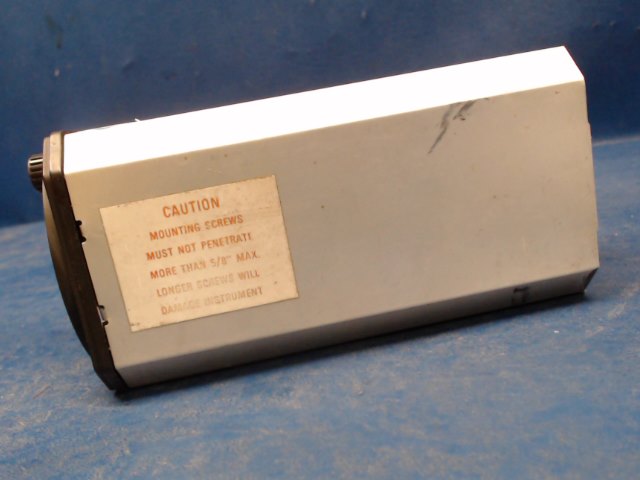 CAUTION
MOUNTING SCREWS
MUST NOT PENETRATE
MORE THAN 5/8" MAX.
LONGER SCREWS WILL
DAMAGE INSTRUMENT